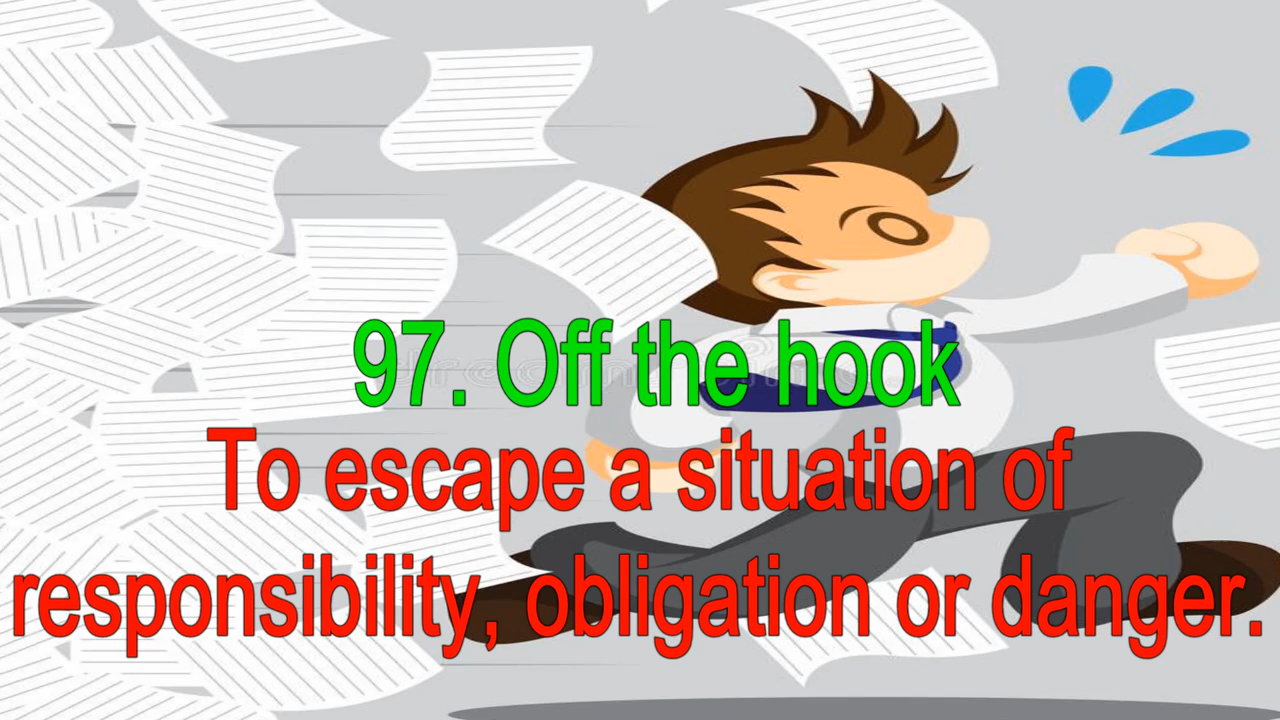 97. Off the hook
To escape a situation of
responsibility, obligation or danger.